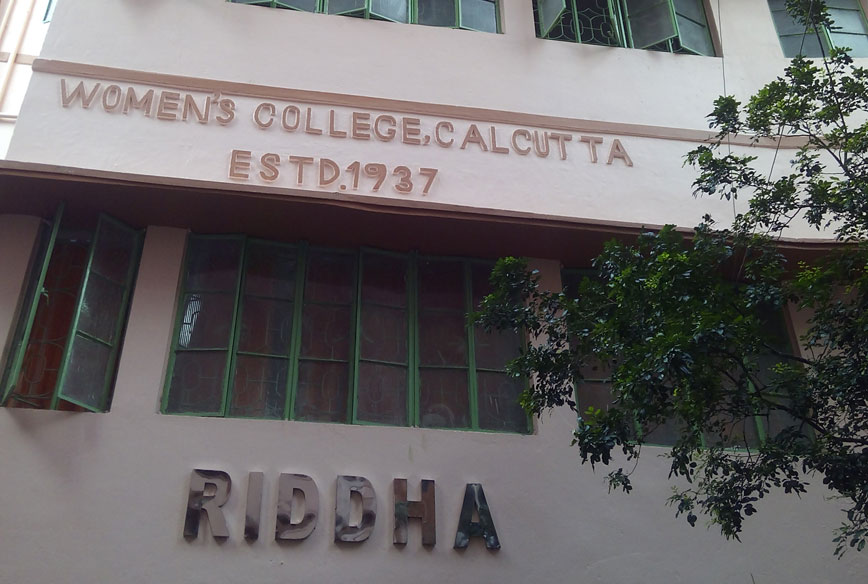 WOMEN'S COLLEGE, CALCUTTA
ESTD.1937
RIDDHA